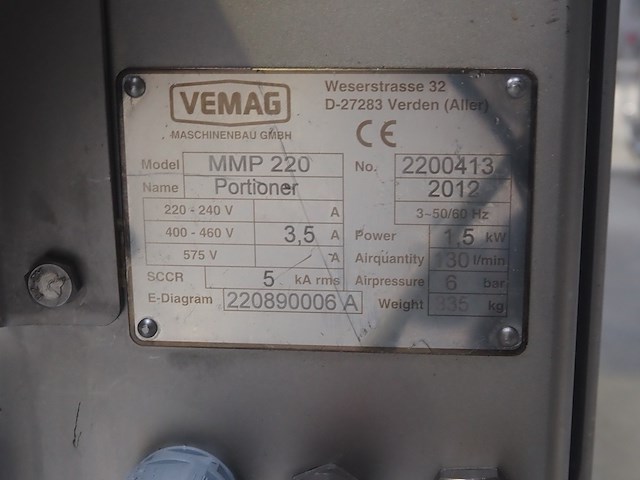 VEMAG
MASCHINENBAU GMBH
Weserstrasse 32
D-27283 Verden (Aller)
CE
Model MMP 220 No. 2200413
Name Portioner 2012
220 - 240 V A 3~50/60 Hz
400 - 460 V 3,5 A Power 1,5 kW
575 V A Airquantity 130 l/min
SCCR 5 kA rms Airpressure 6 bar
E-Diagram 220890006 A Weight 335 kg